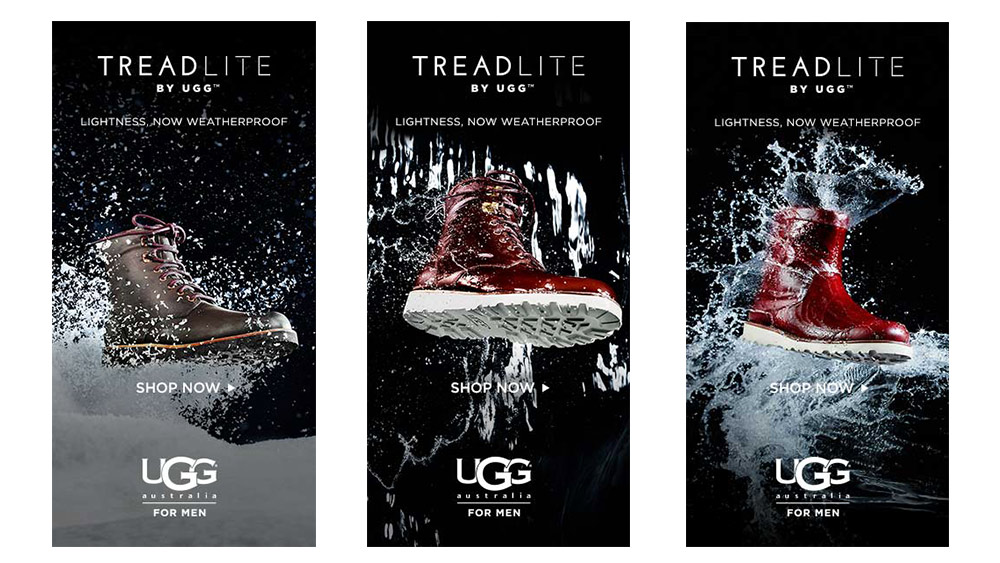 TREADLITE
BY UGG™
LIGHTNESS, NOW WEATHERPROOF
SHOP NOW
UGG
australia
FOR MEN
TREADLITE
BY UGG™
LIGHTNESS, NOW WEATHERPROOF
SHOP NOW
UGG
australia
FOR MEN
TREADLITE
BY UGG™
LIGHTNESS, NOW WEATHERPROOF
SHOP NOW
UGG
australia
FOR MEN